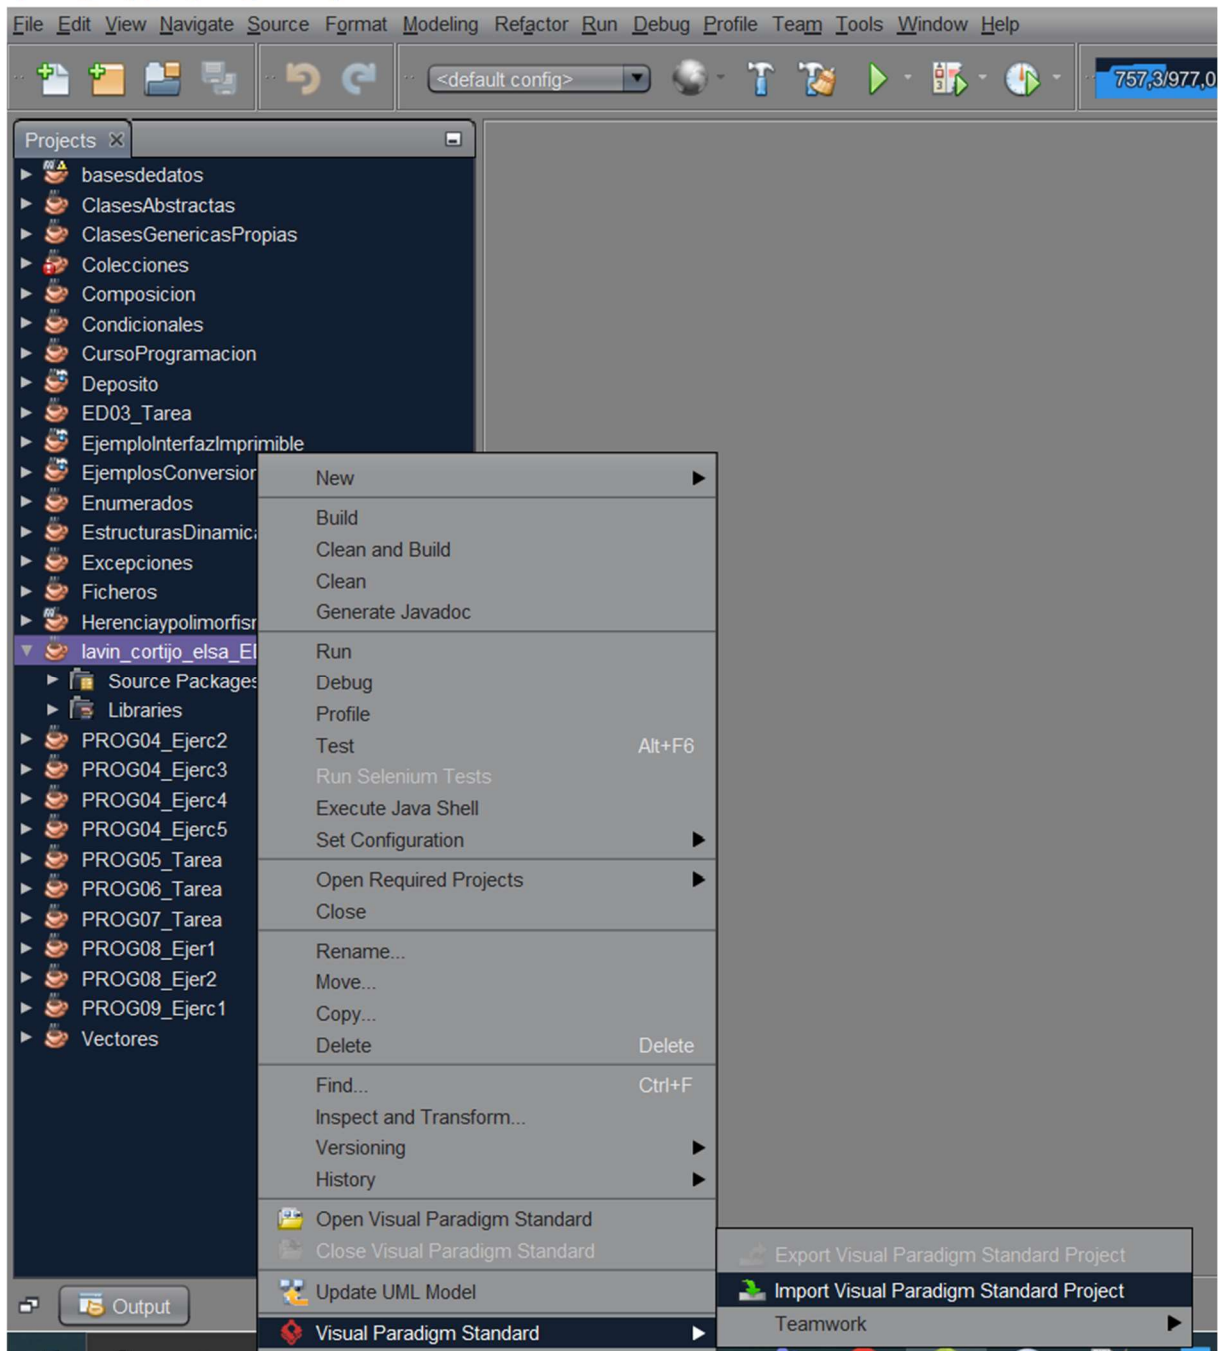 File Edit View Navigate Source Format Modeling Refactor Run Debug Profile Team Tools Window Help
<default config>
757,3/977,0
Projects
basesdedatos
ClasesAbstractas
ClasesGenericasPropias
Colecciones
Composicion
Condicionales
CursoProgramacion
Deposito
ED03_Tarea
EjemploInterfazImprimible
EjemplosConversion
Enumerados
EstructurasDinamica
Excepciones
Ficheros
Herenciaypolimorfisr
lavin_cortijo_elsa_ED
Source Packages
Libraries
PROG04_Ejerc2
PROG04_Ejerc3
PROG04_Ejerc4
PROG04_Ejerc5
PROG05_Tarea
PROG06_Tarea
PROG07_Tarea
PROG08_Ejer1
PROG08_Ejer2
PROG09_Ejerc1
Vectores
New
Build
Clean and Build
Clean
Generate Javadoc
Run
Debug
Profile
Test Alt+F6
Run Selenium Tests
Execute Java Shell
Set Configuration
Open Required Projects
Close
Rename...
Move...
Copy...
Delete Delete
Find... Ctrl+F
Inspect and Transform...
Versioning
History
Open Visual Paradigm Standard
Close Visual Paradigm Standard
Update UML Model
Visual Paradigm Standard
Export Visual Paradigm Standard Project
Import Visual Paradigm Standard Project
Teamwork
Output